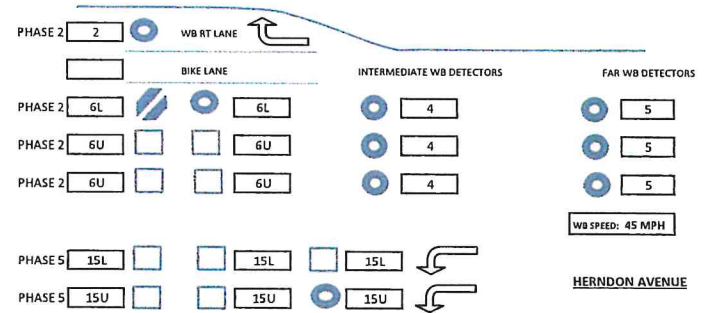 PHASE 2 2 WB RT LANE
BIKE LANE INTERMEDIATE WB DETECTORS FAR WB DETECTORS
PHASE 2 6L 6L 4 5
PHASE 2 6U 6U 4 5
PHASE 2 6U 6U 4 5
WB SPEED: 45 MPH
PHASE 5 15L 15L 15L
HERNDON AVENUE
PHASE 5 15U 15U 15U